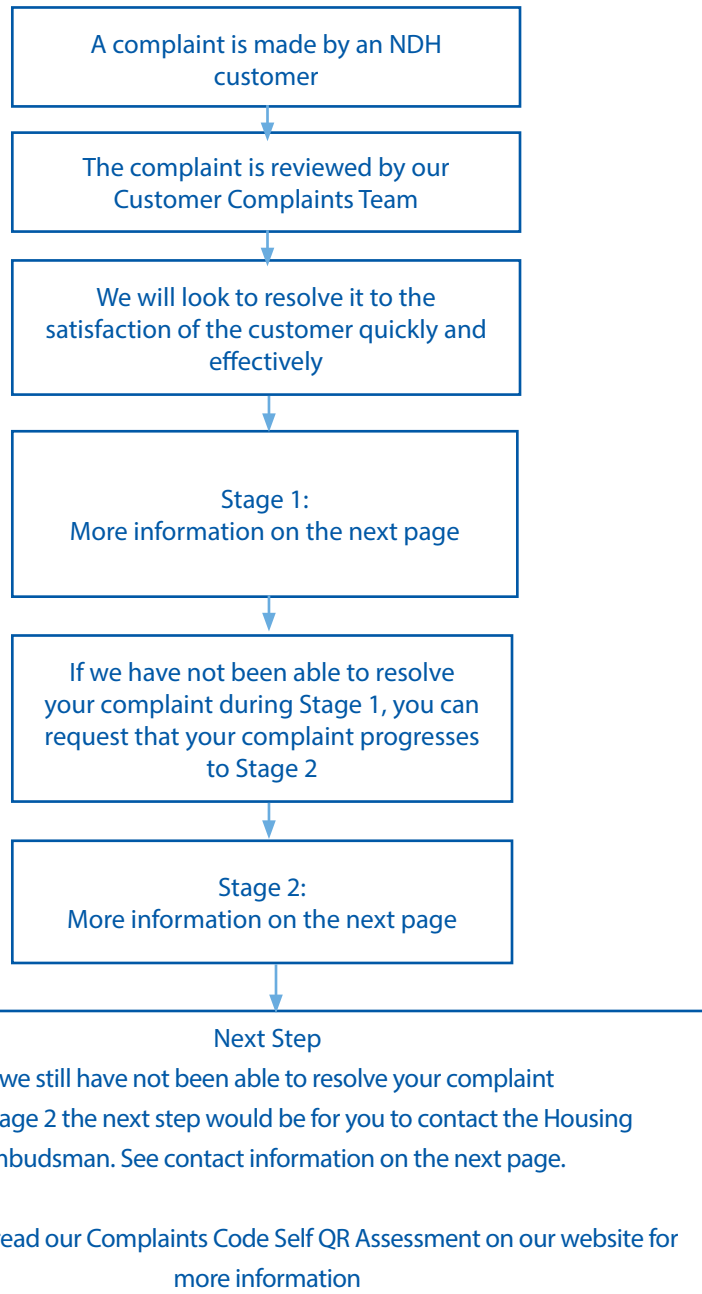 A complaint is made by an NDH
customer
The complaint is reviewed by our
Customer Complaints Team
We will look to resolve it to the
satisfaction of the customer quickly and
effectively
Stage 1:
More information on the next page
If we have not been able to resolve
your complaint during Stage 1, you can
request that your complaint progresses
to Stage 2
Stage 2:
More information on the next page
Next Step
we still have not been able to resolve your complaint
2 the next step would be for you to contact the Housing
See contact information on the next page.
our Complaints Code Self QR Assessment on our website for
more information